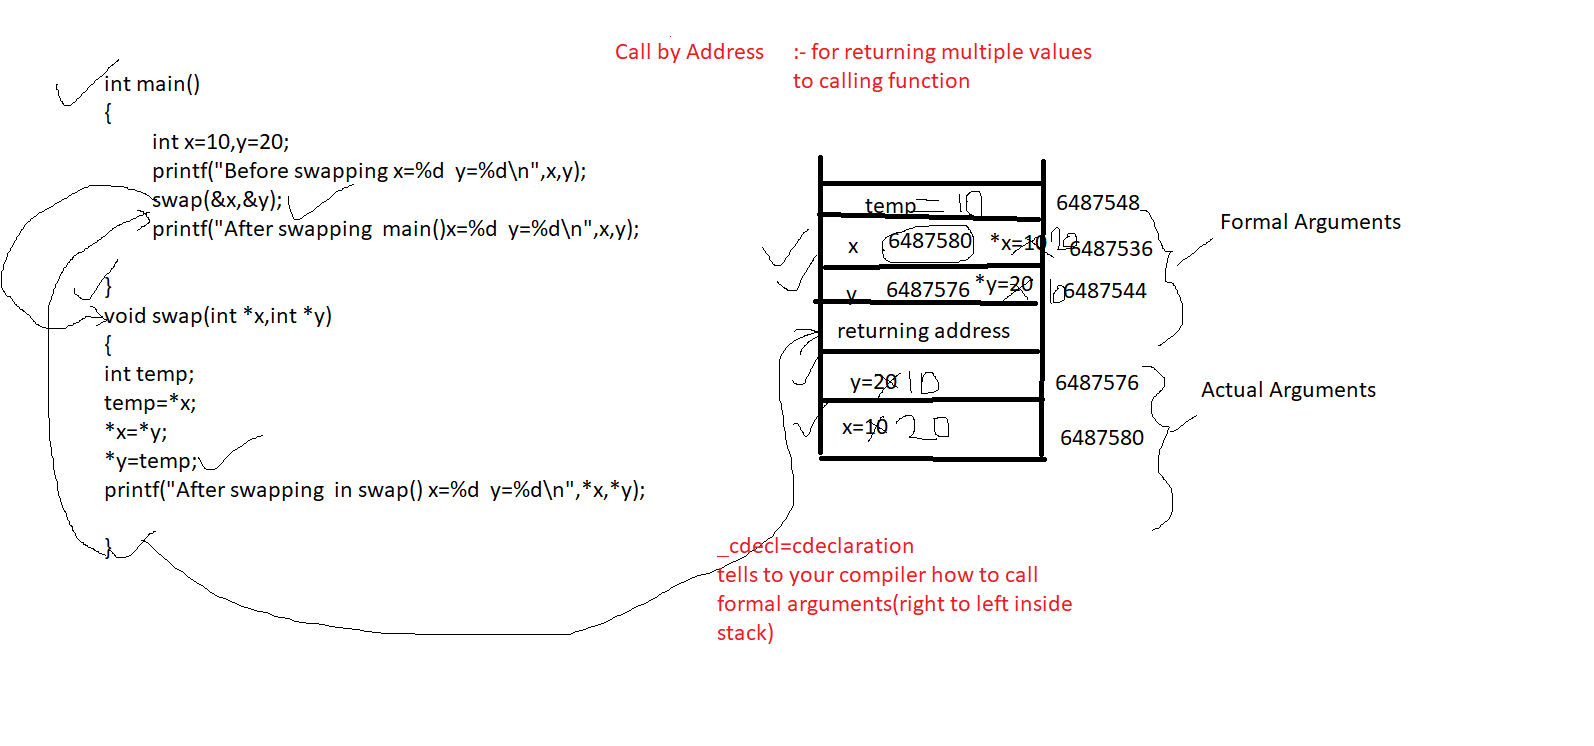 Call by Address :- for returning multiple values
to calling function
int main()
{
int x=10,y=20;
printf("Before swapping x=%d y=%d\n",x,y);
swap(&x,&y);
printf("After swapping main()x=%d y=%d\n",x,y);
}
void swap(int *x,int *y)
{
int temp;
temp=*x;
*x=*y;
*y=temp;
printf("After swapping in swap() x=%d y=%d\n",*x,*y);
}
temp = 10 6487548
x 6487580 *x=10 20 6487536
y 6487576 *y=20 10 6487544
returning address
y=20 10 6487576
x=10 20 6487580
Formal Arguments
Actual Arguments
_cdecl=cdeclaration
tells to your compiler how to call
formal arguments(right to left inside
stack)